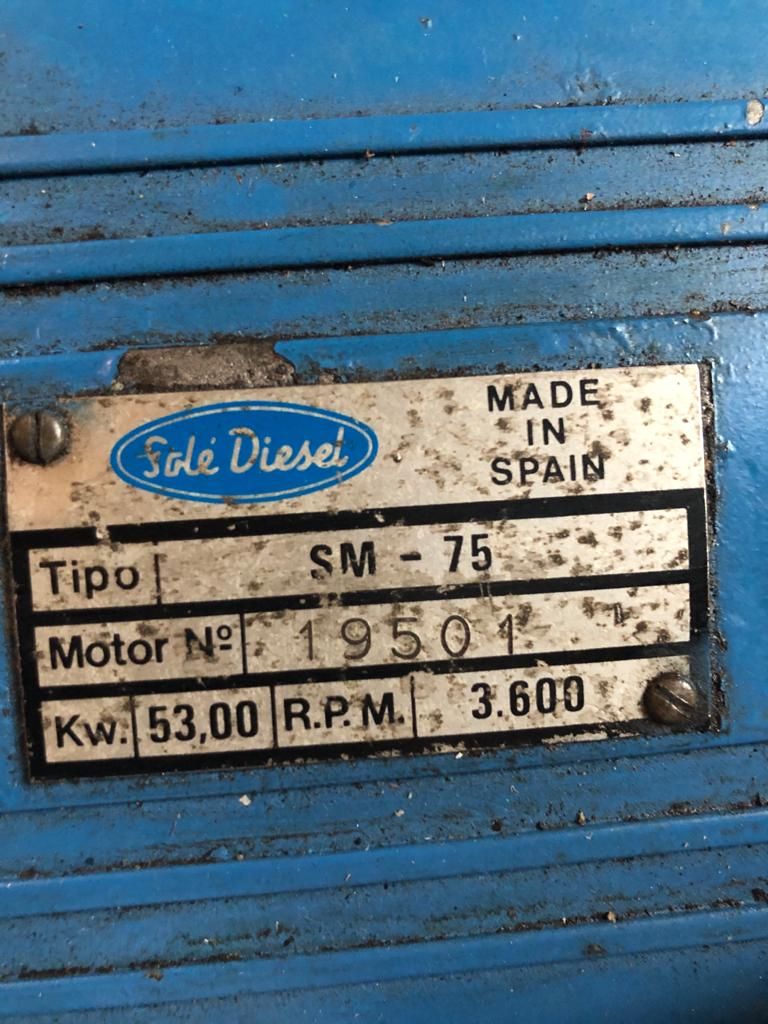 Solé Diesel
MADE
IN
SPAIN
Tipo SM - 75
Motor Nº 19501
Kw. 53,00 R.P.M. 3.600